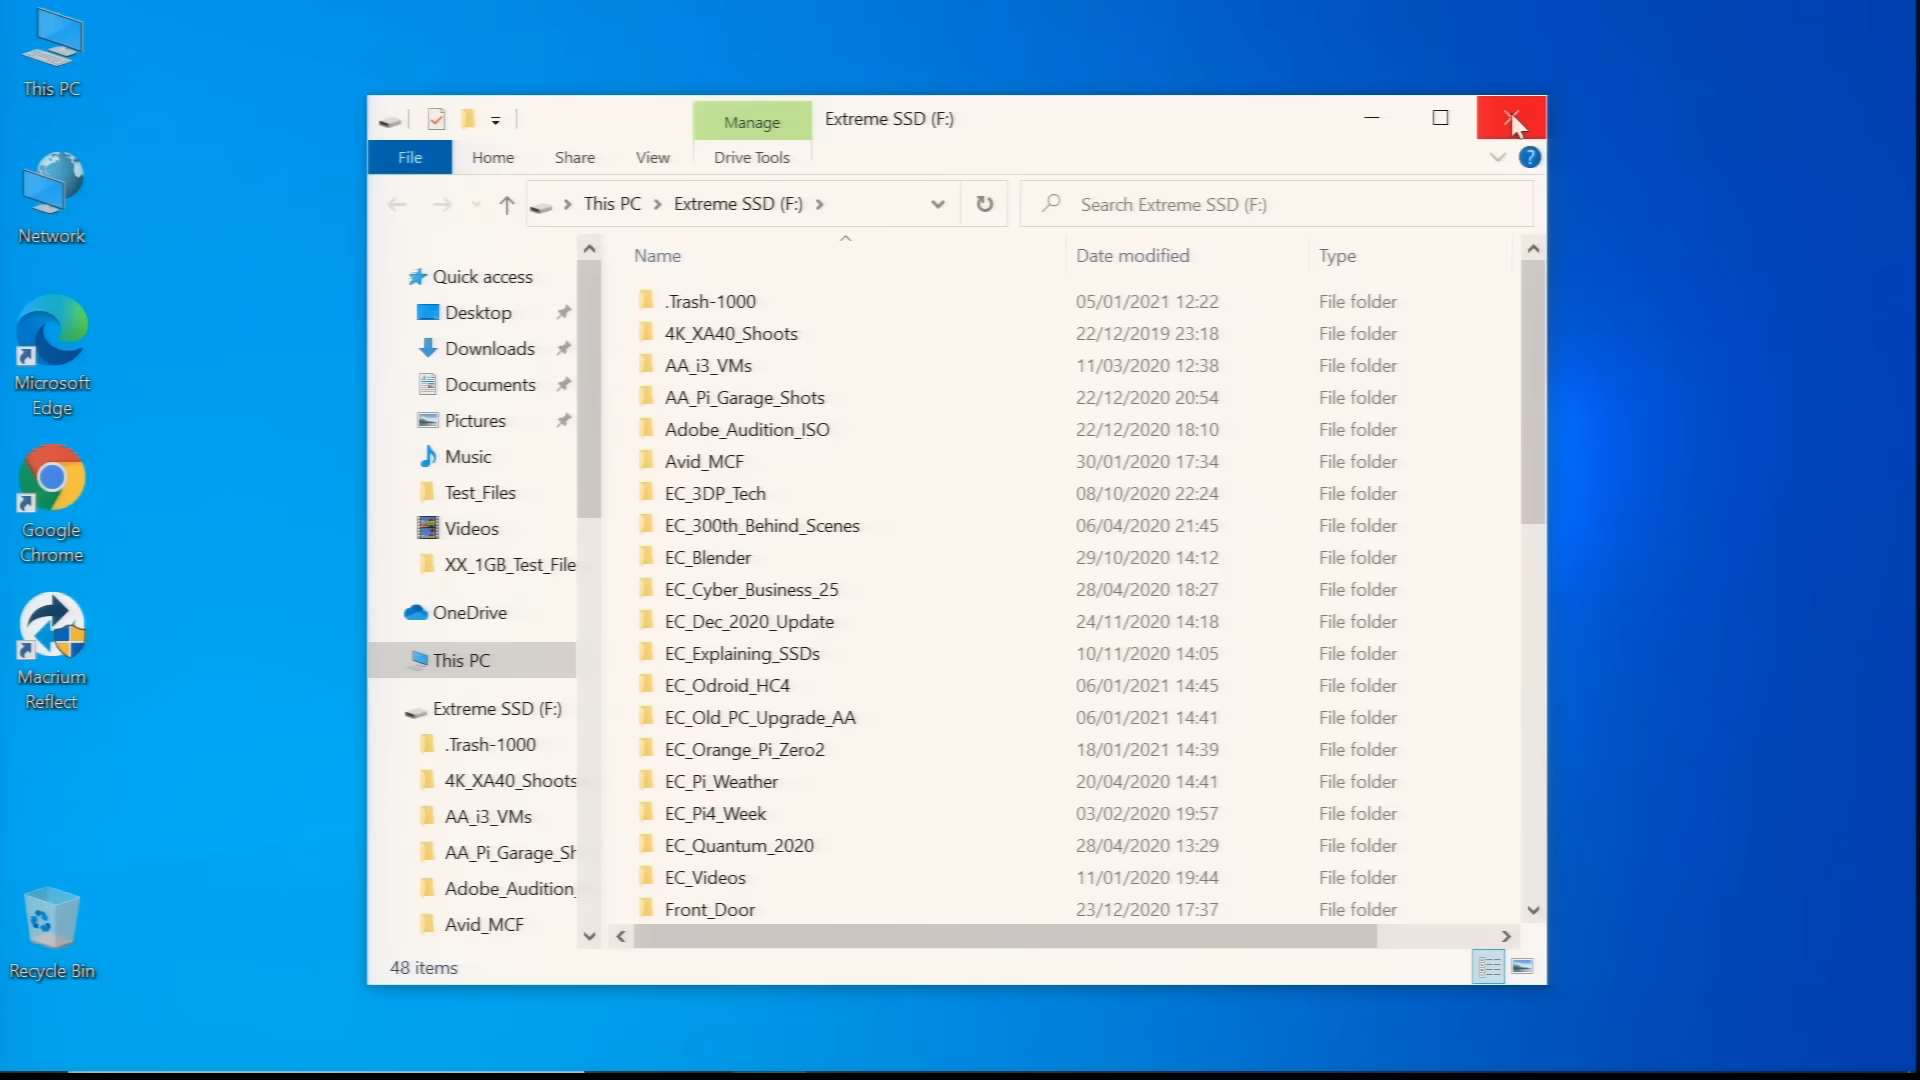 This PC
Network
Microsoft
Edge
Google
Chrome
Macrium
Reflect
Recycle Bin
Manage
Extreme SSD (F:)
File
Home
Share
View
Drive Tools
This PC
Extreme SSD (F:)
Search Extreme SSD (F:)
Quick access
Desktop
Downloads
Documents
Pictures
Music
Test_Files
Videos
XX_1GB_Test_File
OneDrive
This PC
Extreme SSD (F:)
.Trash-1000
4K_XA40_Shoots
AA_i3_VMs
AA_Pi_Garage_Sh
Adobe_Audition_
Avid_MCF
Name Date modified Type
.Trash-1000 05/01/2021 12:22 File folder
4K_XA40_Shoots 22/12/2019 23:18 File folder
AA_i3_VMs 11/03/2020 12:38 File folder
AA_Pi_Garage_Shots 22/12/2020 20:54 File folder
Adobe_Audition_ISO 22/12/2020 18:10 File folder
Avid_MCF 30/01/2020 17:34 File folder
EC_3DP_Tech 08/10/2020 22:24 File folder
EC_300th_Behind_Scenes 06/04/2020 21:45 File folder
EC_Blender 29/10/2020 14:12 File folder
EC_Cyber_Business_25 28/04/2020 18:27 File folder
EC_Dec_2020_Update 24/11/2020 14:18 File folder
EC_Explaining_SSDs 10/11/2020 14:05 File folder
EC_Odroid_HC4 06/01/2021 14:45 File folder
EC_Old_PC_Upgrade_AA 06/01/2021 14:41 File folder
EC_Orange_Pi_Zero2 18/01/2021 14:39 File folder
EC_Pi_Weather 20/04/2020 14:41 File folder
EC_Pi4_Week 03/02/2020 19:57 File folder
EC_Quantum_2020 28/04/2020 13:29 File folder
EC_Videos 11/01/2020 19:44 File folder
Front_Door 23/12/2020 17:37 File folder
48 items